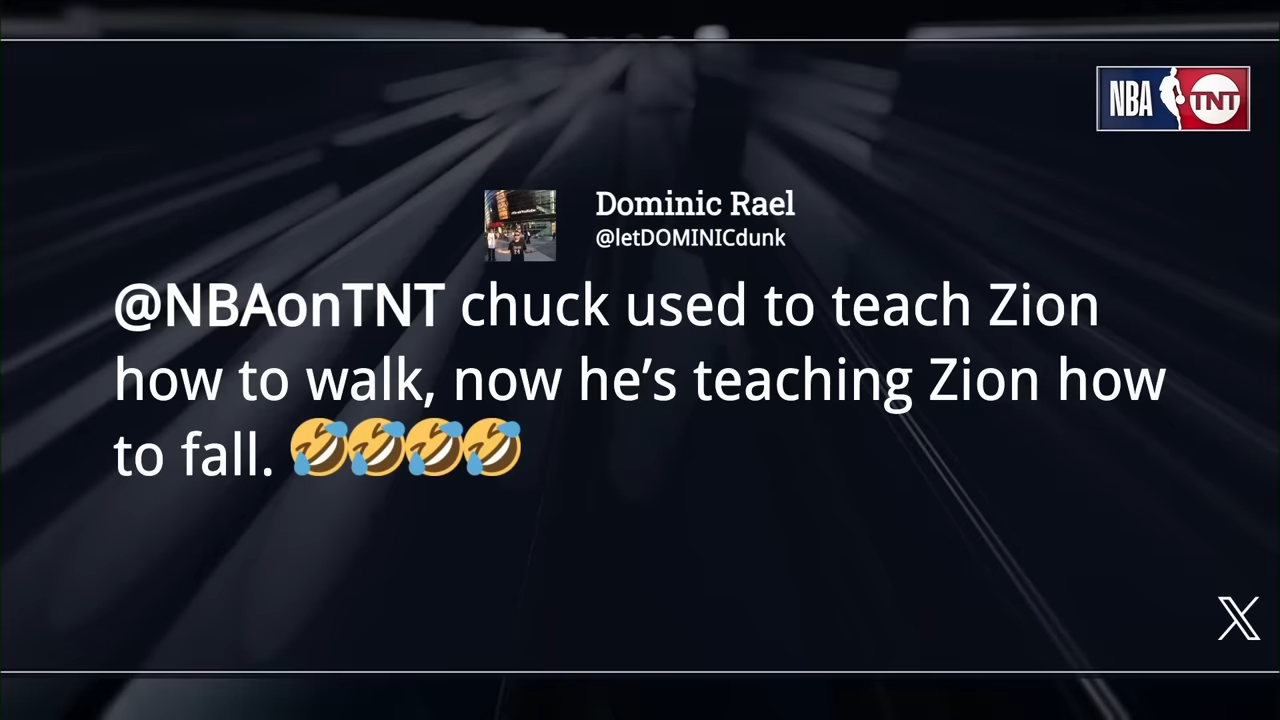 NBA TNT
Dominic Rael
@letDOMINICdunk
@NBAonTNT chuck used to teach Zion
how to walk, now he’s teaching Zion how
to fall. 🤣🤣🤣🤣